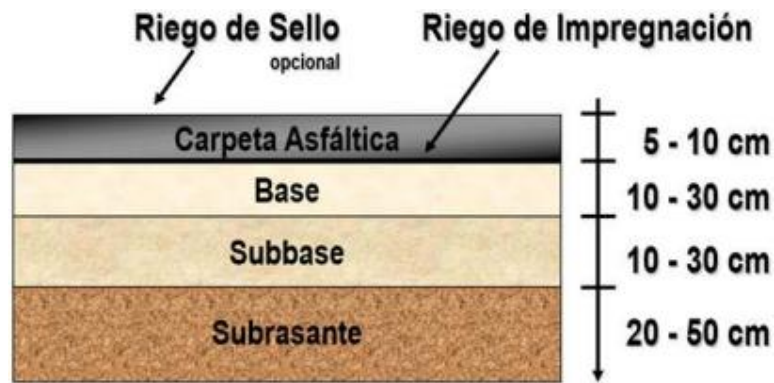 Riego de Sello
opcional
Riego de Impregnación
Carpeta Asfáltica
5 - 10 cm
Base
10 - 30 cm
Subbase
10 - 30 cm
Subrasante
20 - 50 cm